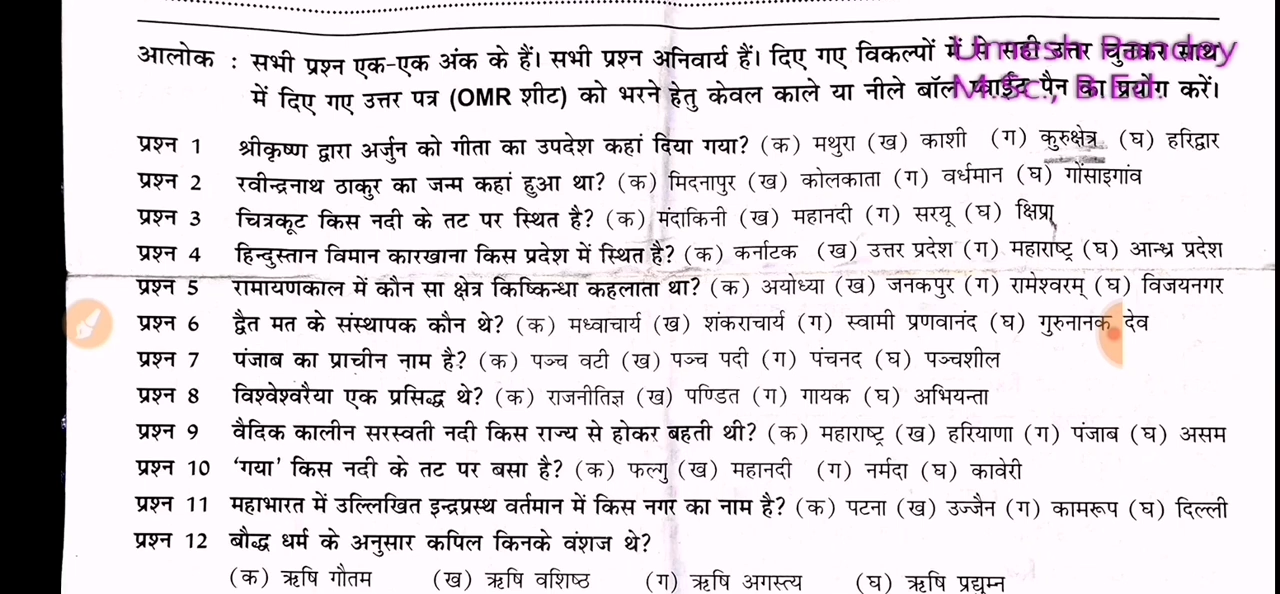 Umesh Panday
M.Sc., B.Ed.
आलोक : सभी प्रश्न एक-एक अंक के हैं। सभी प्रश्न अनिवार्य हैं। दिए गए विकल्पों में से सही उत्तर चुनकर साथ
में दिए गए उत्तर पत्र (OMR शीट) को भरने हेतु केवल काले या नीले बॉल प्वाईंट पैन का प्रयोग करें।
प्रश्न 1 श्रीकृष्ण द्वारा अर्जुन को गीता का उपदेश कहां दिया गया? (क) मथुरा (ख) काशी (ग) कुरुक्षेत्र (घ) हरिद्वार
प्रश्न 2 रवीन्द्रनाथ ठाकुर का जन्म कहां हुआ था? (क) मिदनापुर (ख) कोलकाता (ग) वर्धमान (घ) गोंसाइगांव
प्रश्न 3 चित्रकूट किस नदी के तट पर स्थित है? (क) मंदाकिनी (ख) महानदी (ग) सरयू (घ) क्षिप्रा
प्रश्न 4 हिन्दुस्तान विमान कारखाना किस प्रदेश में स्थित है? (क) कर्नाटक (ख) उत्तर प्रदेश (ग) महाराष्ट्र (घ) आन्ध्र प्रदेश
प्रश्न 5 रामायणकाल में कौन सा क्षेत्र किष्किन्धा कहलाता था? (क) अयोध्या (ख) जनकपुर (ग) रामेश्वरम् (घ) विजयनगर
प्रश्न 6 द्वैत मत के संस्थापक कौन थे? (क) मध्वाचार्य (ख) शंकराचार्य (ग) स्वामी प्रणवानंद (घ) गुरुनानक देव
प्रश्न 7 पंजाब का प्राचीन नाम है? (क) पञ्च वटी (ख) पञ्च पदी (ग) पंचनद (घ) पञ्चशील
प्रश्न 8 विश्वेश्वरैया एक प्रसिद्ध थे? (क) राजनीतिज्ञ (ख) पण्डित (ग) गायक (घ) अभियन्ता
प्रश्न 9 वैदिक कालीन सरस्वती नदी किस राज्य से होकर बहती थी? (क) महाराष्ट्र (ख) हरियाणा (ग) पंजाब (घ) असम
प्रश्न 10 'गया' किस नदी के तट पर बसा है? (क) फल्गु (ख) महानदी (ग) नर्मदा (घ) कावेरी
प्रश्न 11 महाभारत में उल्लिखित इन्द्रप्रस्थ वर्तमान में किस नगर का नाम है? (क) पटना (ख) उज्जैन (ग) कामरूप (घ) दिल्ली
प्रश्न 12 बौद्ध धर्म के अनुसार कपिल किनके वंशज थे?
(क) ऋषि गौतम (ख) ऋषि वशिष्ठ (ग) ऋषि अगस्त्य (घ) ऋषि प्रद्युम्न